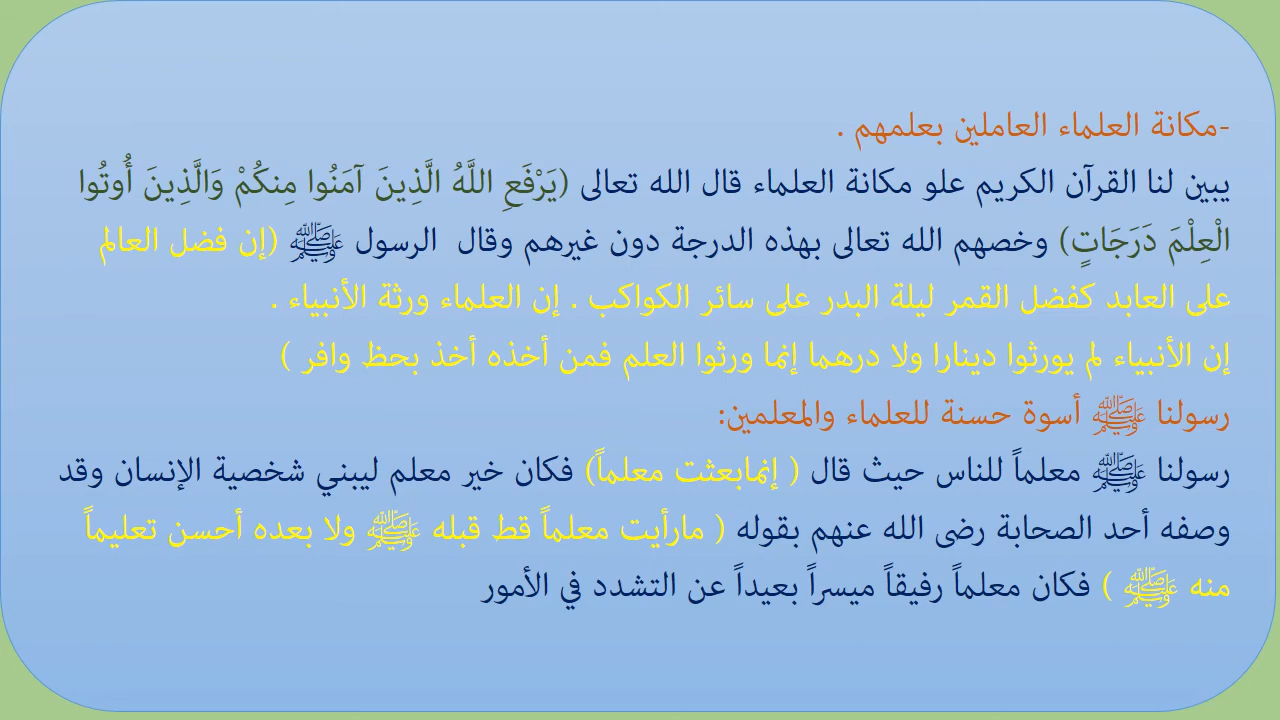 -مكانة العلماء العاملين بعلمهم .
يبين لنا القرآن الكريم علو مكانة العلماء قال الله تعالى (يَرْفَعِ اللَّهُ الَّذِينَ آمَنُوا مِنكُمْ وَالَّذِينَ أُوتُوا
الْعِلْمَ دَرَجَاتٍ) وخصهم الله تعالى بهذه الدرجة دون غيرهم وقال الرسول ﷺ (إن فضل العالم
على العابد كفضل القمر ليلة البدر على سائر الكواكب . إن العلماء ورثة الأنبياء .
إن الأنبياء لم يورثوا دينارا ولا درهما إنما ورثوا العلم فمن أخذه أخذ بحظ وافر )
رسولنا ﷺ أسوة حسنة للعلماء والمعلمين:
رسولنا ﷺ معلماً للناس حيث قال ( إنمابعثت معلماً) فكان خير معلم ليبني شخصية الإنسان وقد
وصفه أحد الصحابة رضى الله عنهم بقوله ( مارأيت معلماً قط قبله ﷺ ولا بعده أحسن تعليماً
منه ﷺ ) فكان معلماً رفيقاً ميسراً بعيداً عن التشدد في الأمور